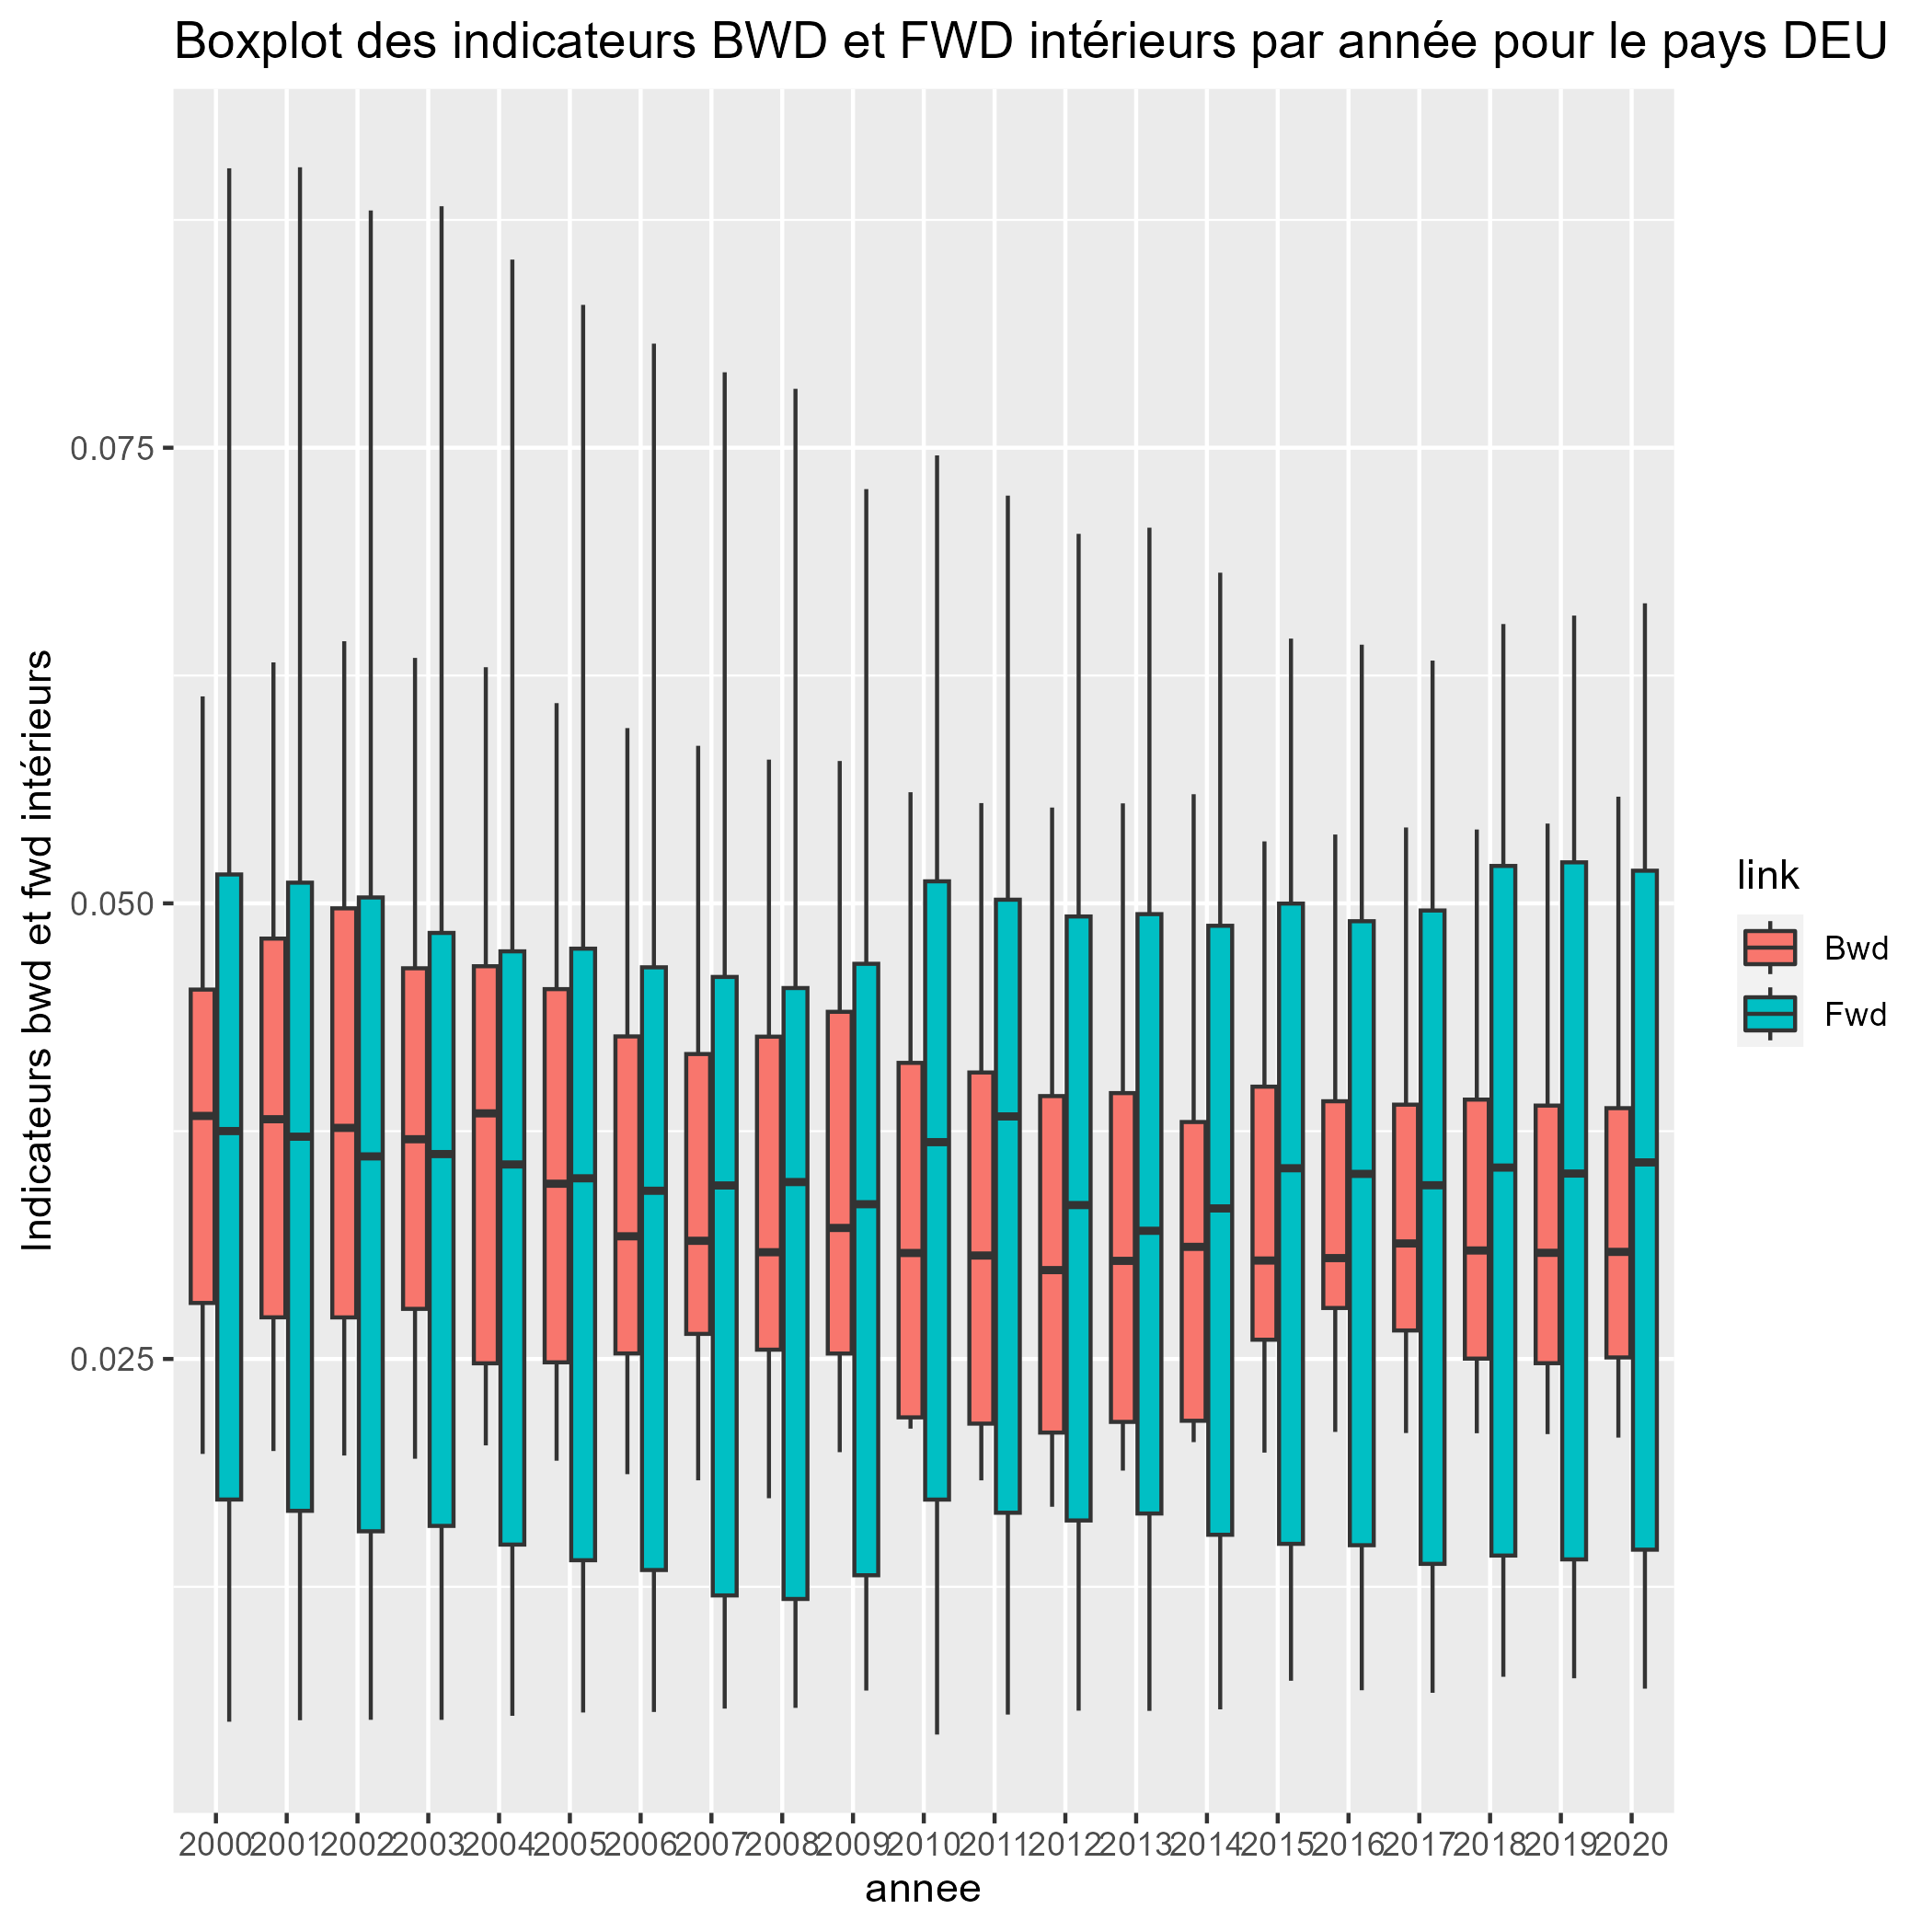 Boxplot des indicateurs BWD et FWD intérieurs par année pour le pays DEU
Indicateurs bwd et fwd intérieurs
0.075
0.050
0.025
2000 2001 2002 2003 2004 2005 2006 2007 2008 2009 2010 2011 2012 2013 2014 2015 2016 2017 2018 2019 2020
annee
link
Bwd
Fwd